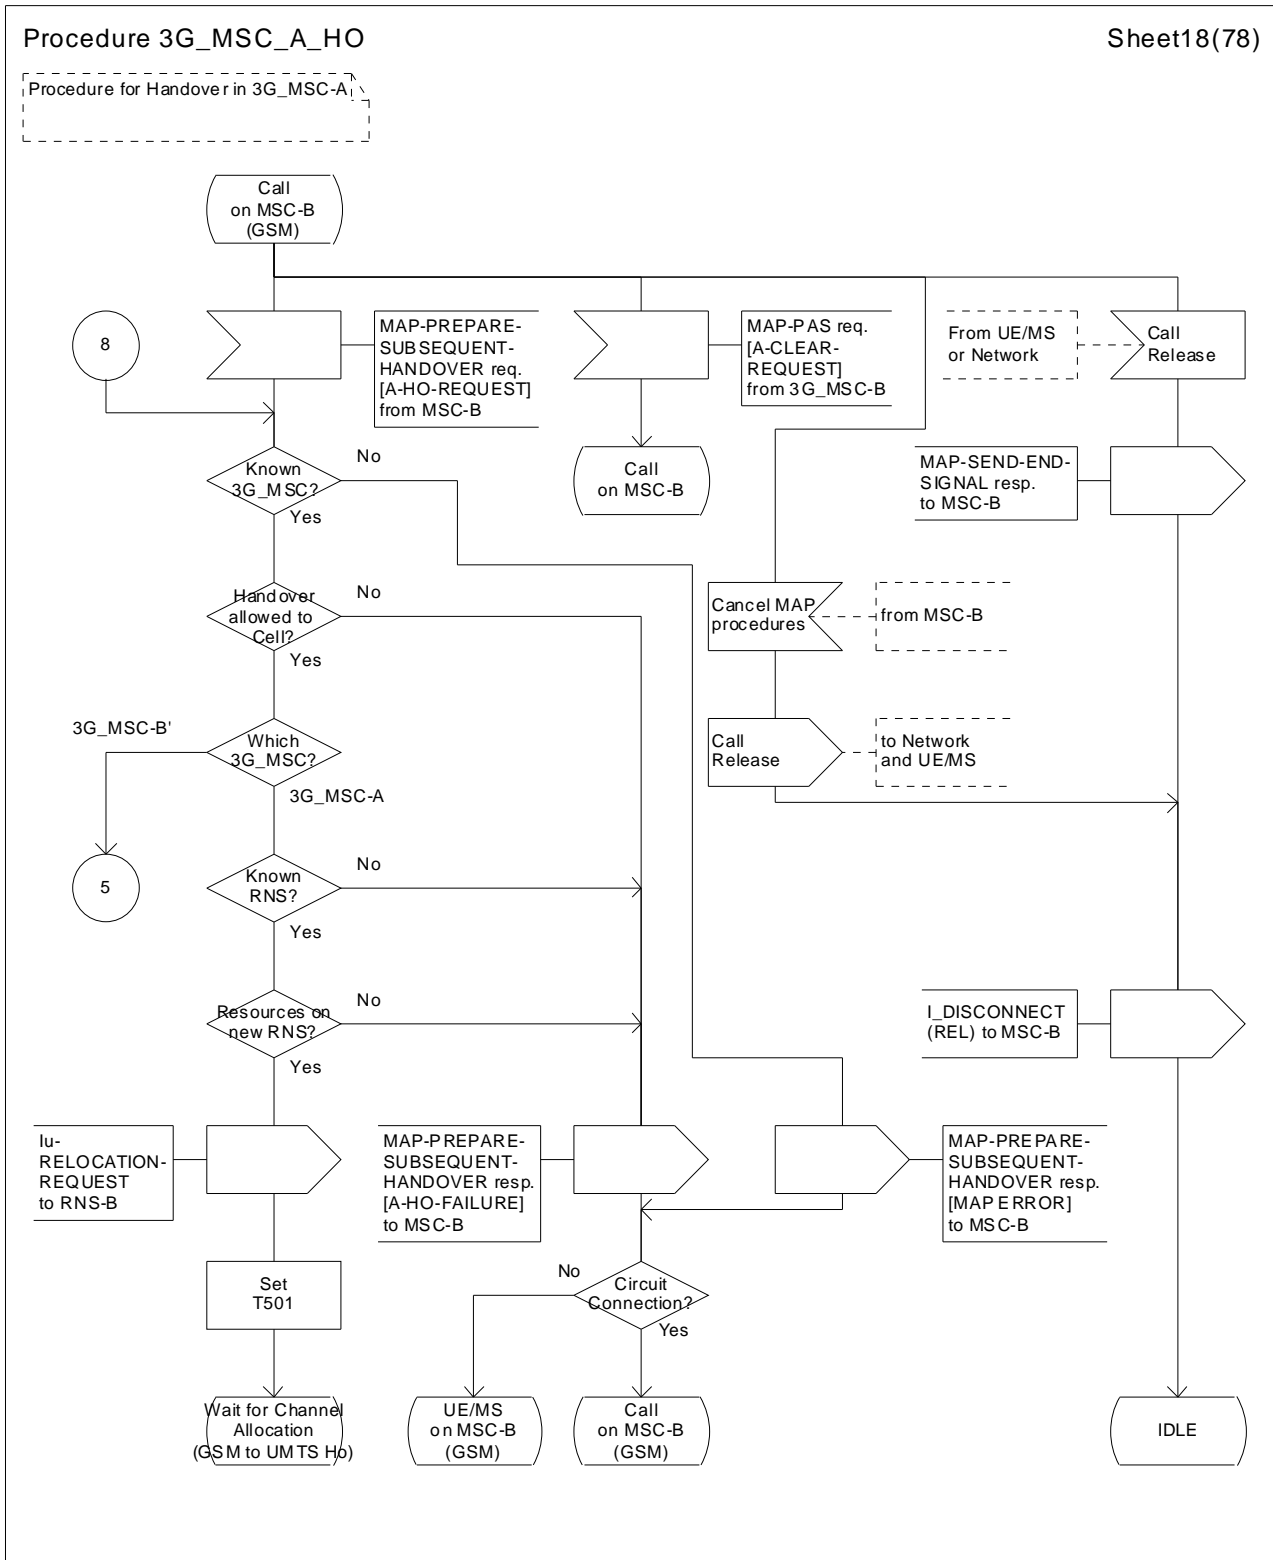 Procedure 3G_MSC_A_HO
Sheet18(78)
Procedure for Handover in 3G_MSC-A
Call
on MSC-B
(GSM)
8
MAP-PREPARE-
SUBSEQUENT-
HANDOVER req.
[A-HO-REQUEST]
from MSC-B
MAP-PAS req.
[A-CLEAR-
REQUEST]
from 3G_MSC-B
From UE/MS
or Network
Call
Release
Known
3G_MSC?
No
Yes
Call
on MSC-B
MAP-SEND-END-
SIGNAL resp.
to MSC-B
Handover
allowed to
Cell?
No
Yes
Cancel MAP
procedures
from MSC-B
3G_MSC-B'
Which
3G_MSC?
3G_MSC-A
Call
Release
to Network
and UE/MS
5
Known
RNS?
No
Yes
Resources on
new RNS?
No
Yes
I_DISCONNECT
(REL) to MSC-B
Iu-
RELOCATION-
REQUEST
to RNS-B
MAP-PREPARE-
SUBSEQUENT-
HANDOVER resp.
[A-HO-FAILURE]
to MSC-B
MAP-PREPARE-
SUBSEQUENT-
HANDOVER resp.
[MAP ERROR]
to MSC-B
Set
T501
No
Circuit
Connection?
Yes
Wait for Channel
Allocation
(GSM to UMTS Ho)
UE/MS
on MSC-B
(GSM)
Call
on MSC-B
(GSM)
IDLE